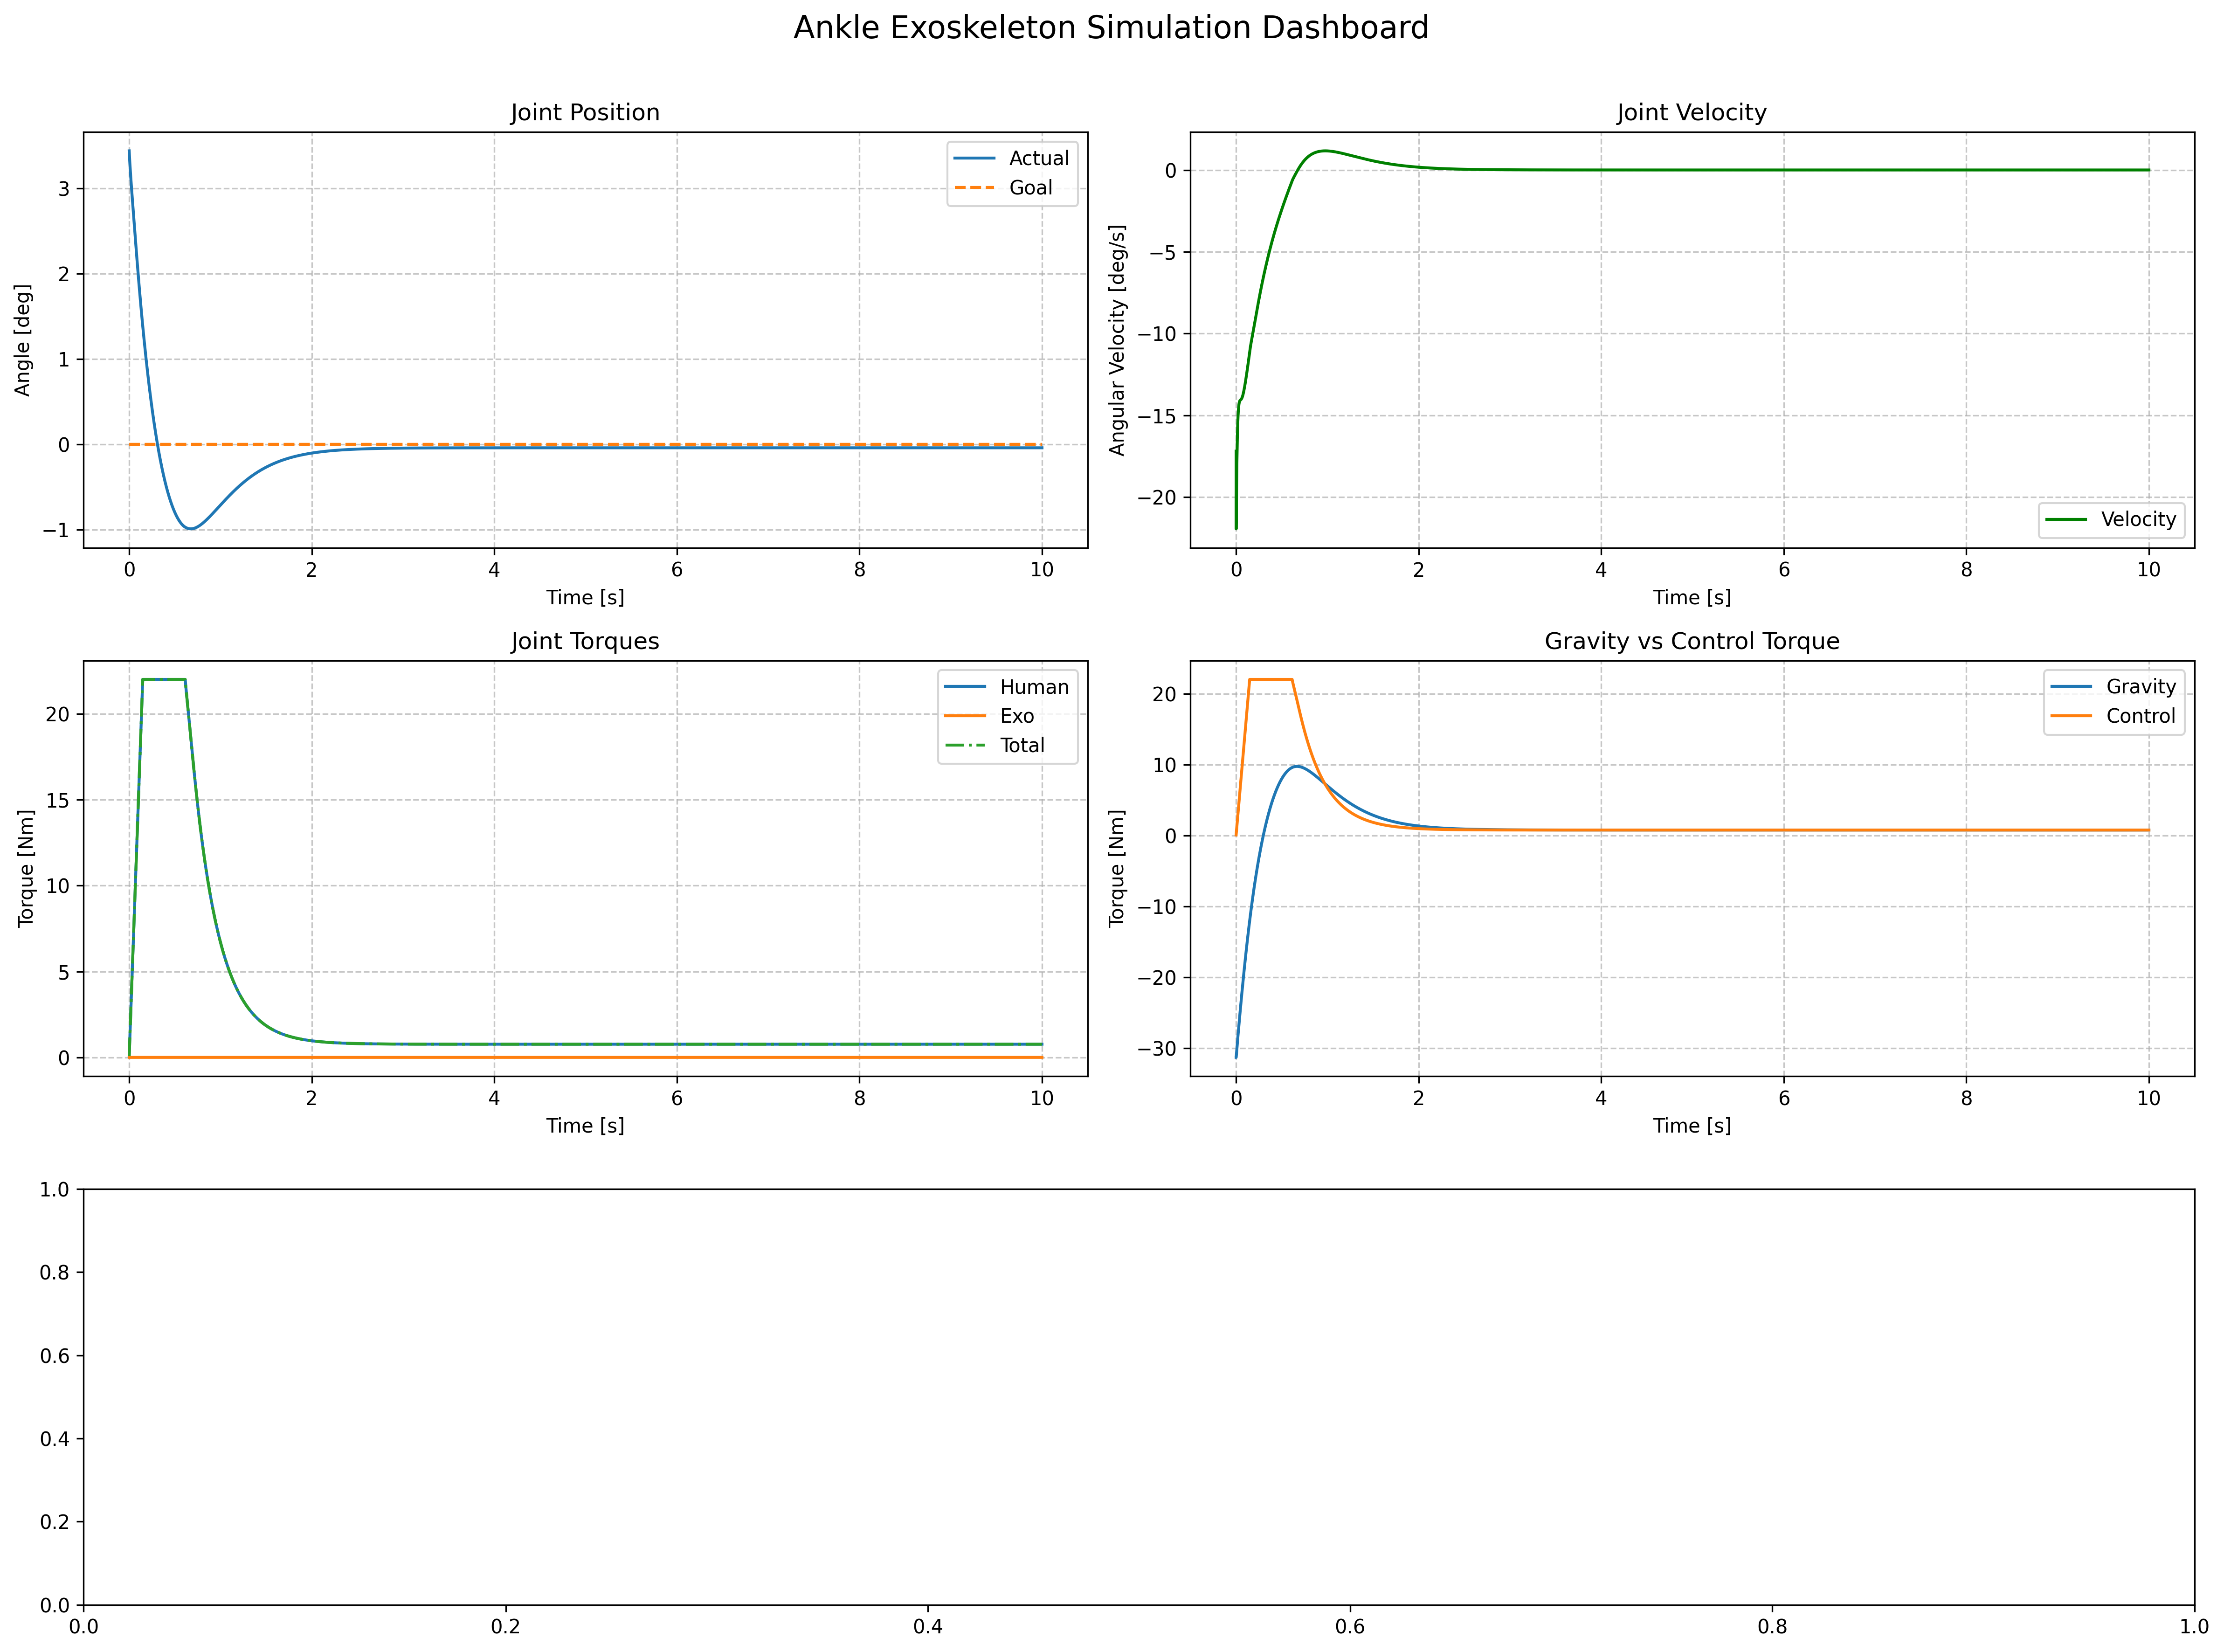 Ankle Exoskeleton Simulation Dashboard
Joint Position
Angle [deg]
3
2
1
0
−1
Actual
Goal
0 2 4 6 8 10
Time [s]
Joint Velocity
Angular Velocity [deg/s]
0
−5
−10
−15
−20
Velocity
0 2 4 6 8 10
Time [s]
Joint Torques
Torque [Nm]
20
15
10
5
0
Human
Exo
Total
0 2 4 6 8 10
Time [s]
Gravity vs Control Torque
Torque [Nm]
20
10
0
−10
−20
−30
Gravity
Control
0 2 4 6 8 10
Time [s]
1.0
0.8
0.6
0.4
0.2
0.0
0.0 0.2 0.4 0.6 0.8 1.0